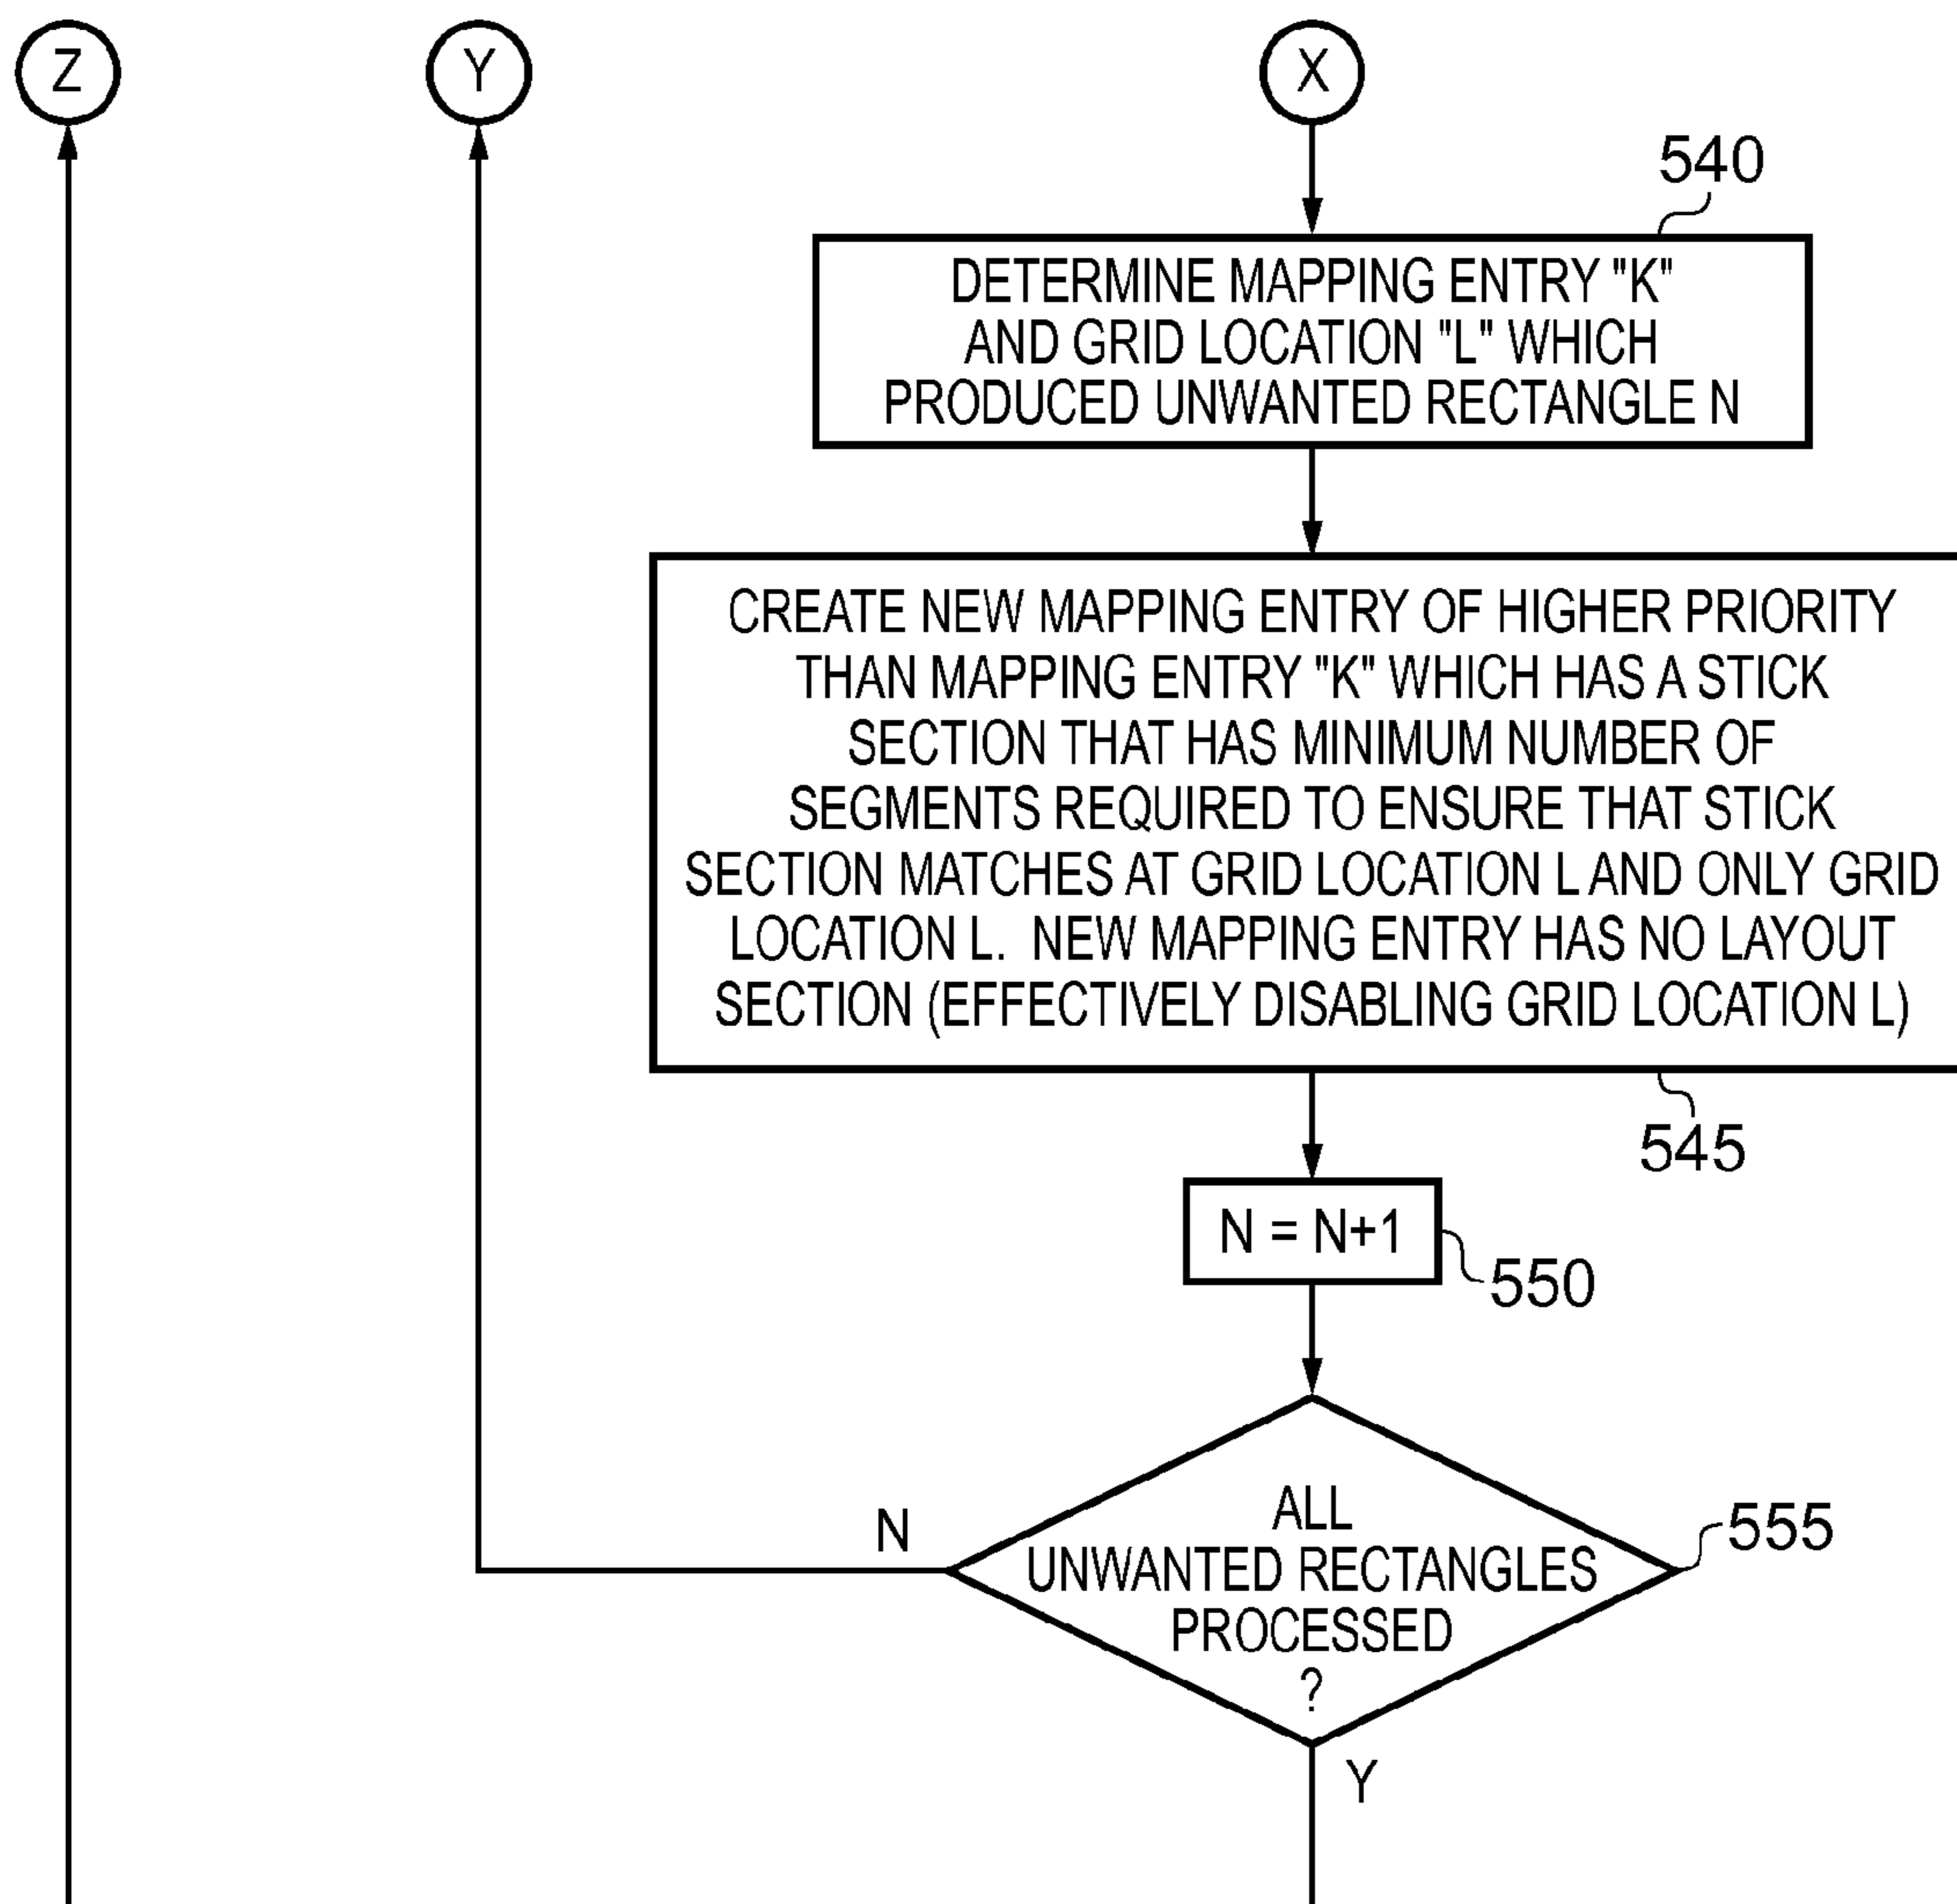 Z
Y
X
540
DETERMINE MAPPING ENTRY "K"
AND GRID LOCATION "L" WHICH
PRODUCED UNWANTED RECTANGLE N
CREATE NEW MAPPING ENTRY OF HIGHER PRIORITY
THAN MAPPING ENTRY "K" WHICH HAS A STICK
SECTION THAT HAS MINIMUM NUMBER OF
SEGMENTS REQUIRED TO ENSURE THAT STICK
SECTION MATCHES AT GRID LOCATION L AND ONLY GRID
LOCATION L. NEW MAPPING ENTRY HAS NO LAYOUT
SECTION (EFFECTIVELY DISABLING GRID LOCATION L)
545
N = N+1
550
ALL
UNWANTED RECTANGLES
PROCESSED
?
555
N
Y